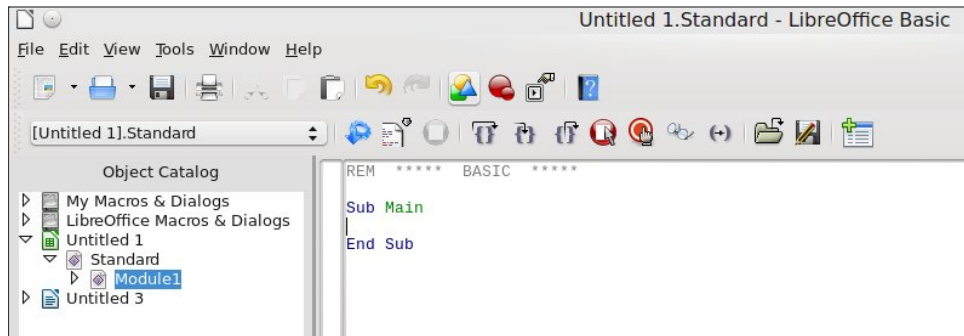 Untitled 1.Standard - LibreOffice Basic
File Edit View Tools Window Help
[Untitled 1].Standard
Object Catalog
My Macros & Dialogs
LibreOffice Macros & Dialogs
Untitled 1
Standard
Module1
Untitled 3
REM ***** BASIC *****
Sub Main
End Sub